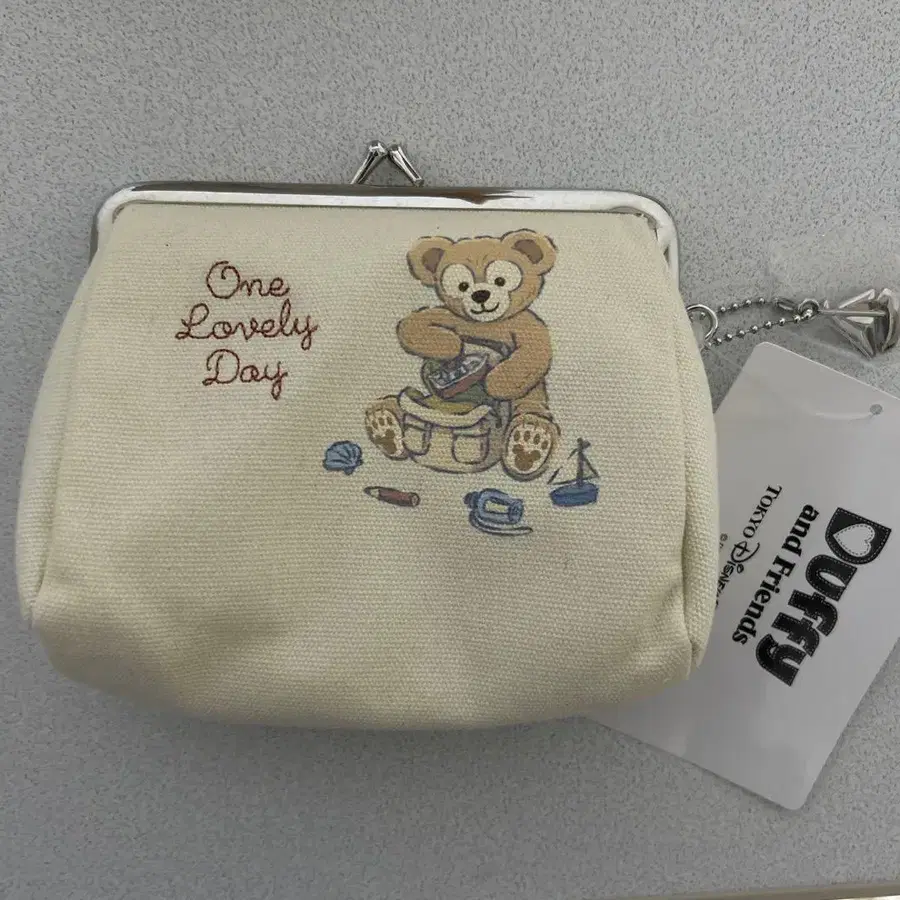 One
Lovely
Day
Duffy
and Friends
TOKYO DISNEY